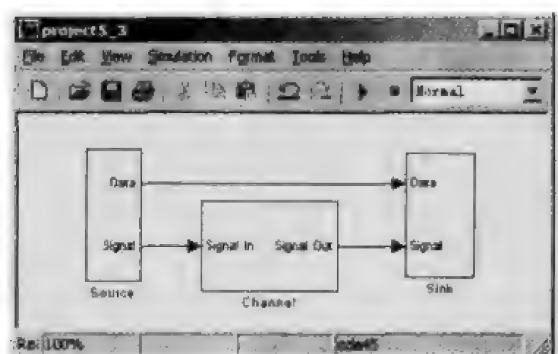 project5_3
File Edit View Simulation Format Tools Help
Normal
Data Data
Signal Signal In Signal Out Signal
Source Channel Sink
100% ode45